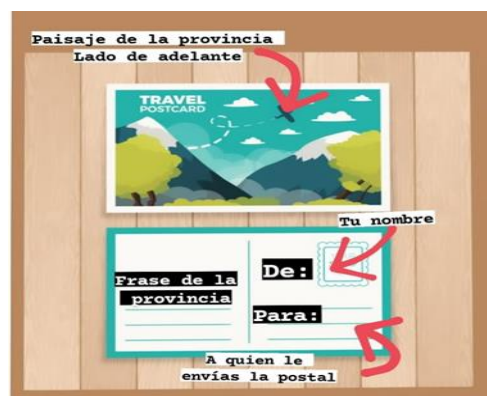 Paisaje de la provincia
Lado de adelante
TRAVEL
POSTCARD
Tu nombre
Frase de la
provincia
De:
Para:
A quien le
envías la postal